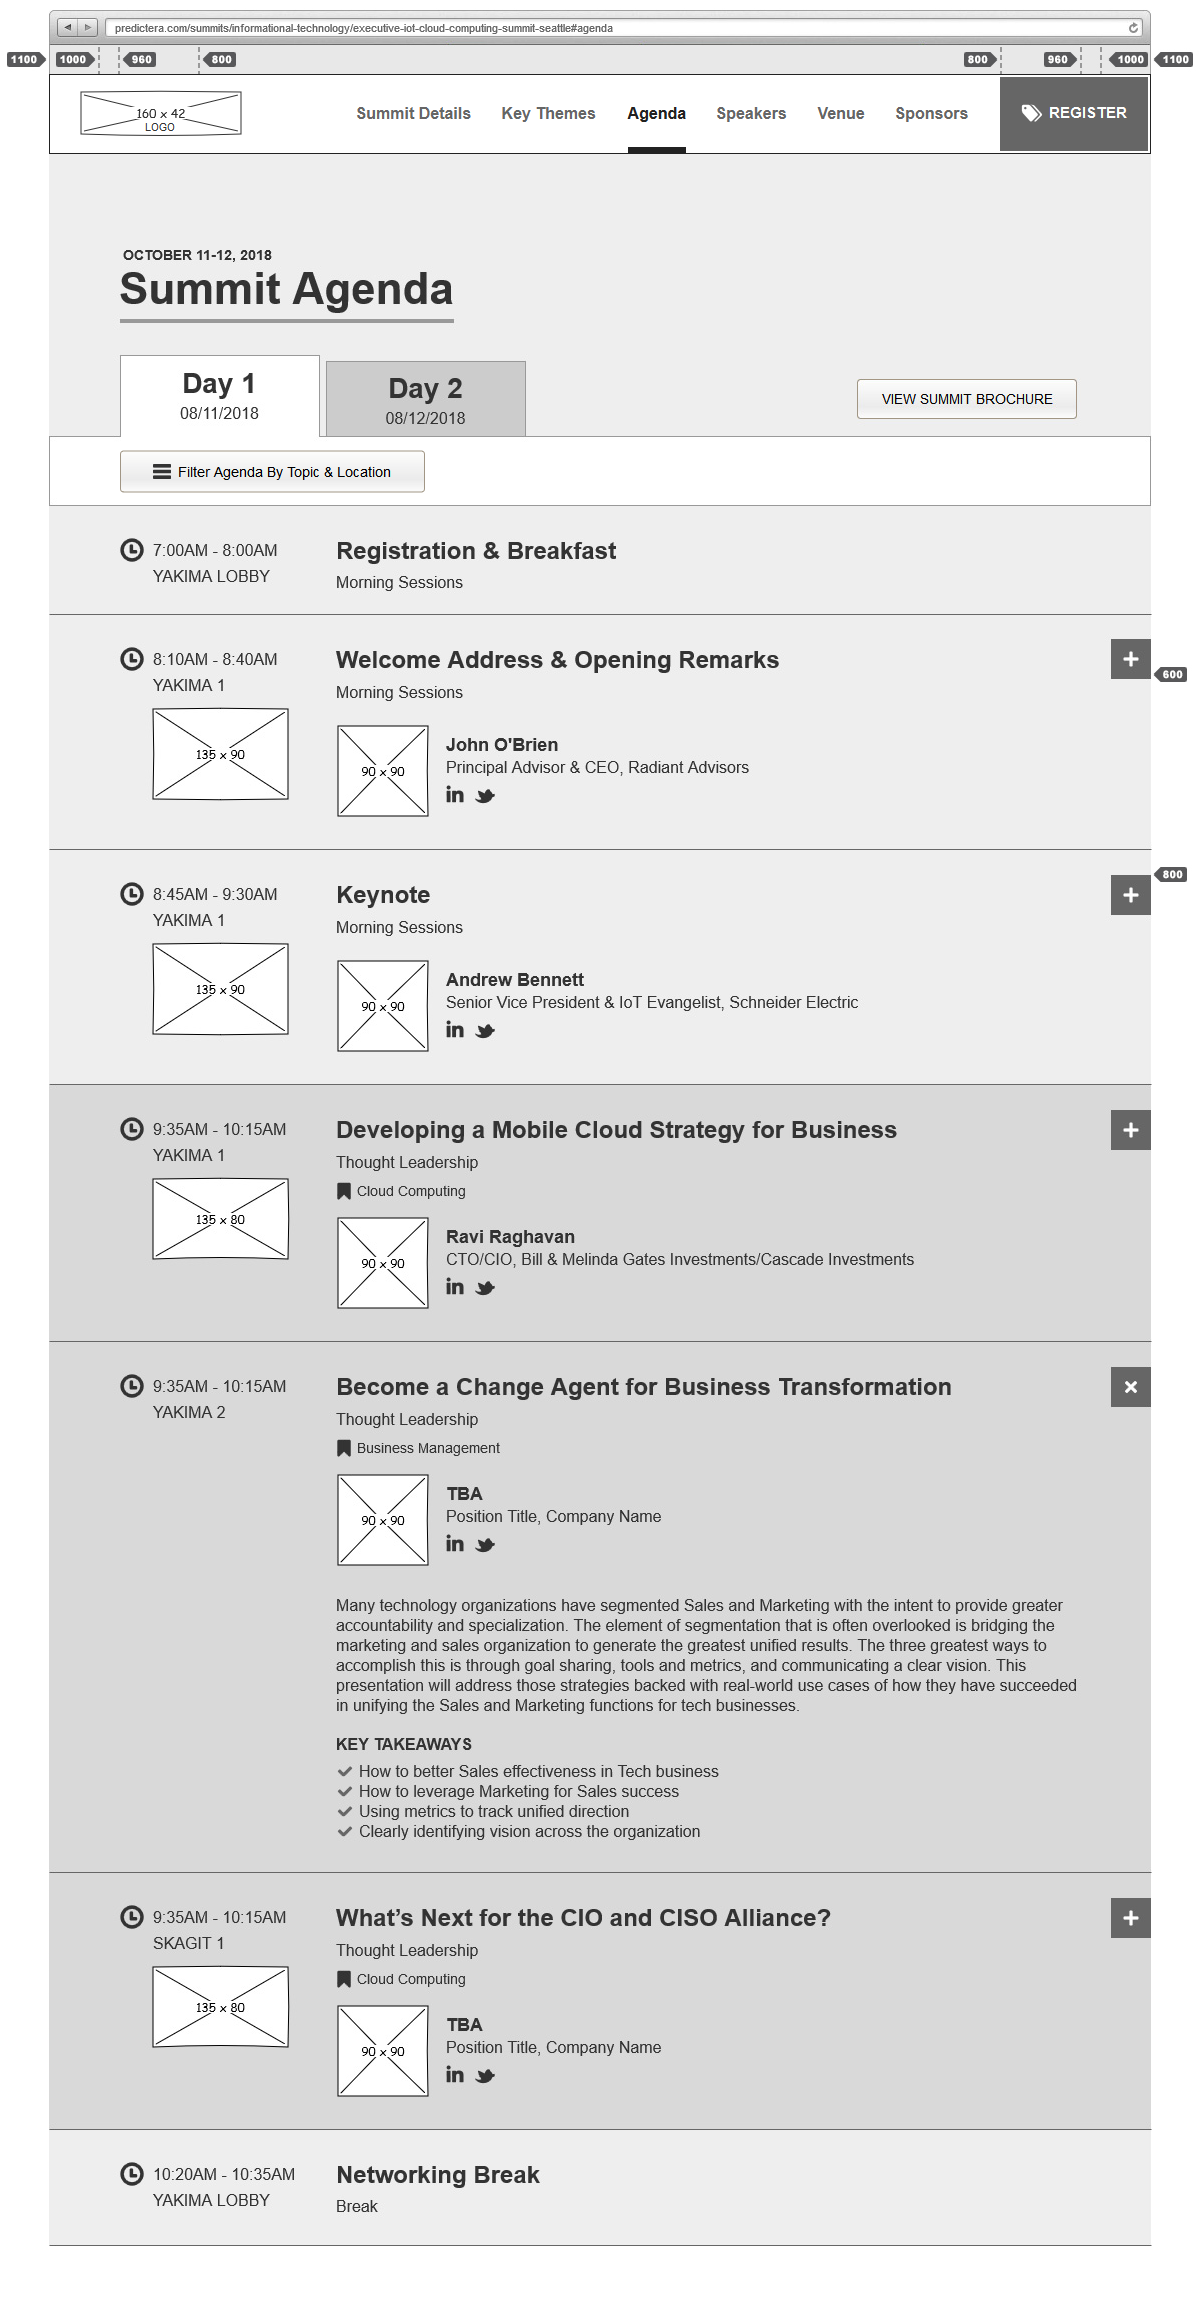 predictera.com/summits/informational-technology/executive-iot-cloud-computing-summit-seattle#agenda
1100 1000 960 800 800 960 1000 1100
160 x 42
LOGO
Summit Details Key Themes Agenda Speakers Venue Sponsors REGISTER
OCTOBER 11-12, 2018
Summit Agenda
Day 1
08/11/2018
Day 2
08/12/2018
VIEW SUMMIT BROCHURE
Filter Agenda By Topic & Location
7:00AM - 8:00AM
YAKIMA LOBBY
Registration & Breakfast
Morning Sessions
8:10AM - 8:40AM
YAKIMA 1
135 x 90
Welcome Address & Opening Remarks
Morning Sessions
600
90 x 90
John O'Brien
Principal Advisor & CEO, Radiant Advisors
in
8:45AM - 9:30AM
YAKIMA 1
135 x 90
Keynote
Morning Sessions
800
90 x 90
Andrew Bennett
Senior Vice President & IoT Evangelist, Schneider Electric
in
9:35AM - 10:15AM
YAKIMA 1
135 x 80
Developing a Mobile Cloud Strategy for Business
Thought Leadership
Cloud Computing
90 x 90
Ravi Raghavan
CTO/CIO, Bill & Melinda Gates Investments/Cascade Investments
in
9:35AM - 10:15AM
YAKIMA 2
Become a Change Agent for Business Transformation
Thought Leadership
Business Management
90 x 90
TBA
Position Title, Company Name
in
Many technology organizations have segmented Sales and Marketing with the intent to provide greater
accountability and specialization. The element of segmentation that is often overlooked is bridging the
marketing and sales organization to generate the greatest unified results. The three greatest ways to
accomplish this is through goal sharing, tools and metrics, and communicating a clear vision. This
presentation will address those strategies backed with real-world use cases of how they have succeeded
in unifying the Sales and Marketing functions for tech businesses.
KEY TAKEAWAYS
How to better Sales effectiveness in Tech business
How to leverage Marketing for Sales success
Using metrics to track unified direction
Clearly identifying vision across the organization
9:35AM - 10:15AM
SKAGIT 1
135 x 80
What’s Next for the CIO and CISO Alliance?
Thought Leadership
Cloud Computing
90 x 90
TBA
Position Title, Company Name
in
10:20AM - 10:35AM
YAKIMA LOBBY
Networking Break
Break